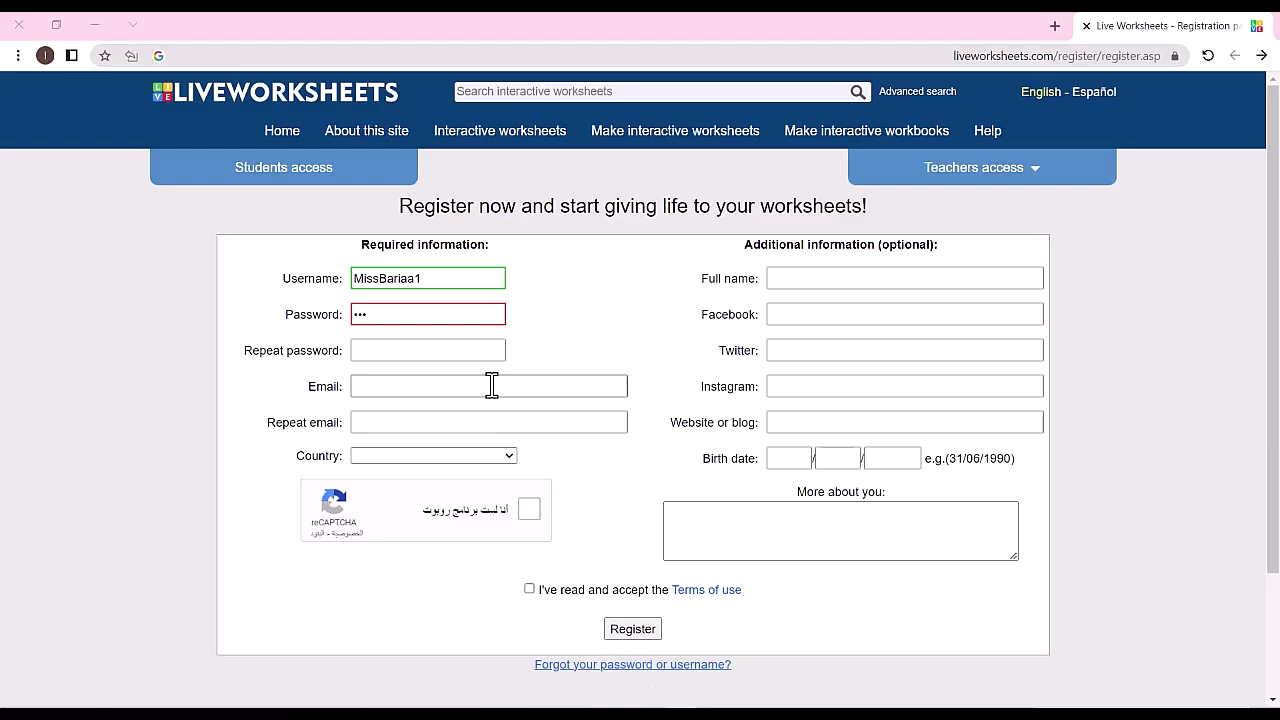 Live Worksheets - Registration pa
liveworksheets.com/register/register.asp
I
LIVE LIVEWORKSHEETS
Search interactive worksheets
Advanced search
English - Español
Home
About this site
Interactive worksheets
Make interactive worksheets
Make interactive workbooks
Help
Students access
Teachers access
Register now and start giving life to your worksheets!
Required information:
Username: MissBariaa1
Password: •••
Repeat password:
Email:
Repeat email:
Country:
أنا لست برنامج روبوت
reCAPTCHA
الخصوصية - البنود
Additional information (optional):
Full name:
Facebook:
Twitter:
Instagram:
Website or blog:
Birth date: / / e.g.(31/06/1990)
More about you:
I've read and accept the Terms of use
Register
Forgot your password or username?